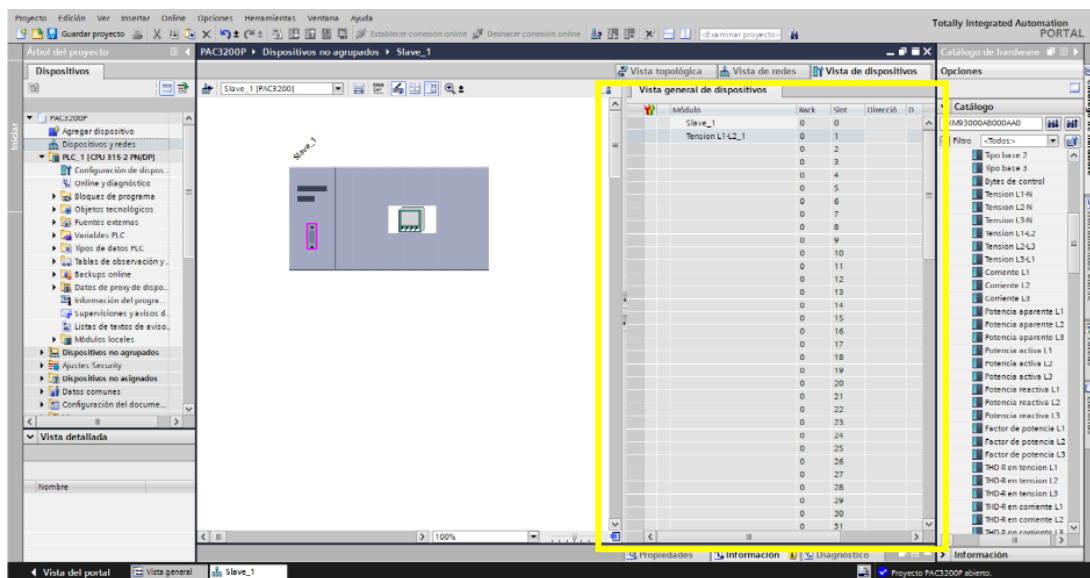 Proyecto Edición Ver Insertar Online Opciones Herramientas Ventana Ayuda
Totally Integrated Automation
PORTAL
Guardar proyecto
Establecer conexión online
Deshacer conexión online
<Examinar proyecto>
Árbol del proyecto
PAC3200P Dispositivos no agrupados Slave_1
Catálogo de hardware
Dispositivos
Vista topológica
Vista de redes
Vista de dispositivos
Opciones
Iniciar
PAC3200P
Agregar dispositivo
Dispositivos y redes
PLC_1 [CPU 315-2 PN/DP]
Configuración de dispos...
Online y diagnóstico
Bloques de programa
Objetos tecnológicos
Fuentes externas
Variables PLC
Tipos de datos PLC
Tablas de observación y...
Backups online
Datos de proxy de dispo...
Información del progra...
Supervisiones y avisos d...
Listas de textos de aviso...
Módulos locales
Dispositivos no agrupados
Ajustes Security
Dispositivos no asignados
Datos comunes
Configuración del docume...
Vista detallada
Nombre
Slave_1 [PAC3200]
Slave_1
100%
Vista general de dispositivos
Módulo Rack Slot Direcció.. D...
Slave_1 0 0
Tension L1-L2_1 0 1
0 2
0 3
0 4
0 5
0 6
0 7
0 8
0 9
0 10
0 11
0 12
0 13
0 14
0 15
0 16
0 17
0 18
0 19
0 20
0 21
0 22
0 23
0 24
0 25
0 26
0 27
0 28
0 29
0 30
0 31
Catálogo
Filtro <Todos>
Tipo base 2
Tipo base 3
Bytes de control
Tension L1-N
Tension L2-N
Tension L3-N
Tension L1-L2
Tension L2-L3
Tension L3-L1
Corriente L1
Corriente L2
Corriente L3
Potencia aparente L1
Potencia aparente L2
Potencia aparente L3
Potencia activa L1
Potencia activa L2
Potencia activa L3
Potencia reactiva L1
Potencia reactiva L2
Potencia reactiva L3
Factor de potencia L1
Factor de potencia L2
Factor de potencia L3
THD-R en tension L1
THD-R en tension L2
THD-R en tension L3
THD-R en corriente L1
THD-R en corriente L2
THD-R en corriente L3
Propiedades
Información
Diagnóstico
Información
Vista del portal
Vista general
Slave_1
Proyecto PAC3200P abierto.